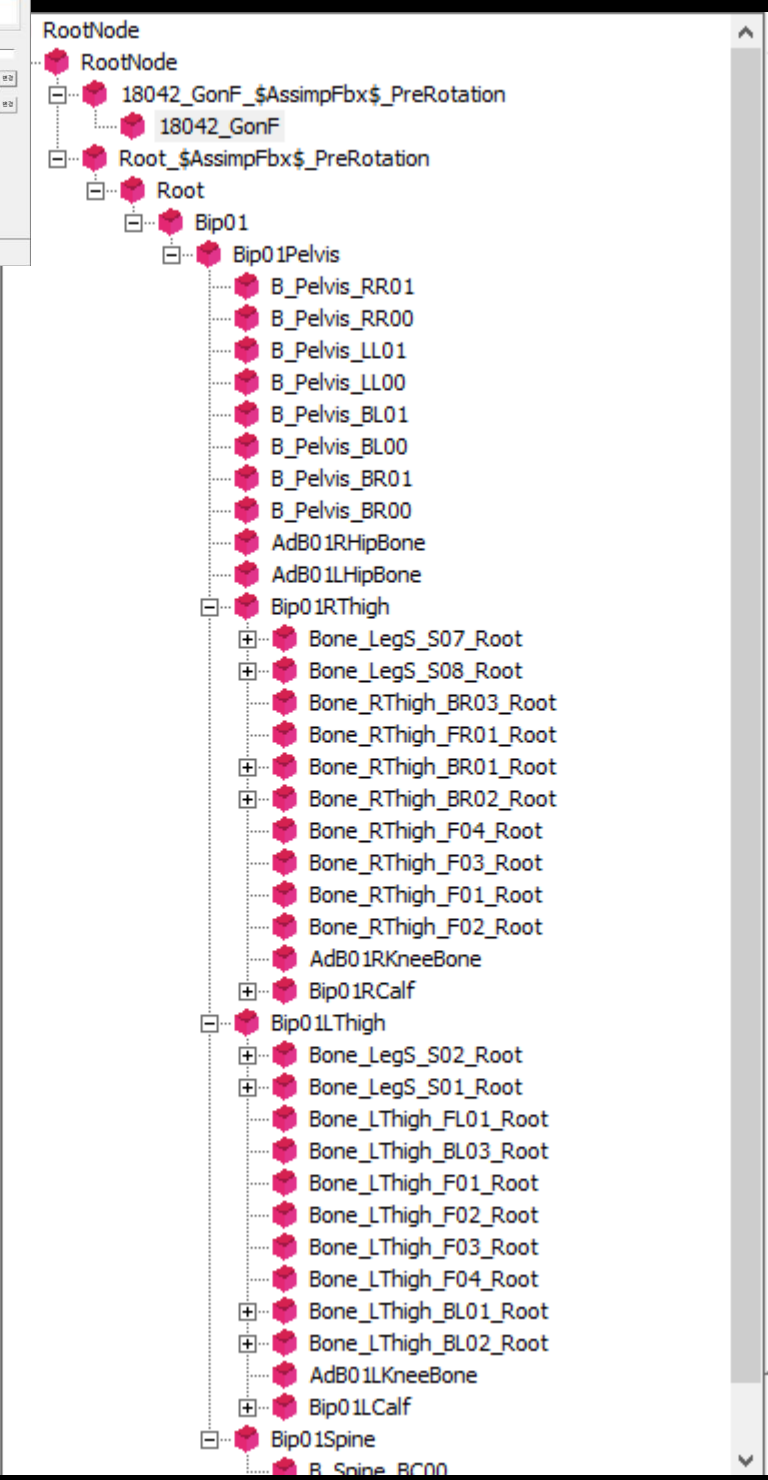 RootNode
RootNode
18042_GonF_$AssimpFbx$_PreRotation
18042_GonF
Root_$AssimpFbx$_PreRotation
Root
Bip01
Bip01Pelvis
B_Pelvis_RR01
B_Pelvis_RR00
B_Pelvis_LL01
B_Pelvis_LL00
B_Pelvis_BL01
B_Pelvis_BL00
B_Pelvis_BR01
B_Pelvis_BR00
AdB01RHipBone
AdB01LHipBone
Bip01RThigh
Bone_LegS_S07_Root
Bone_LegS_S08_Root
Bone_RThigh_BR03_Root
Bone_RThigh_FR01_Root
Bone_RThigh_BR01_Root
Bone_RThigh_BR02_Root
Bone_RThigh_F04_Root
Bone_RThigh_F03_Root
Bone_RThigh_F01_Root
Bone_RThigh_F02_Root
AdB01RKneeBone
Bip01RCalf
Bip01LThigh
Bone_LegS_S02_Root
Bone_LegS_S01_Root
Bone_LThigh_FL01_Root
Bone_LThigh_BL03_Root
Bone_LThigh_F01_Root
Bone_LThigh_F02_Root
Bone_LThigh_F03_Root
Bone_LThigh_F04_Root
Bone_LThigh_BL01_Root
Bone_LThigh_BL02_Root
AdB01LKneeBone
Bip01LCalf
Bip01Spine
B_Spine_BC00